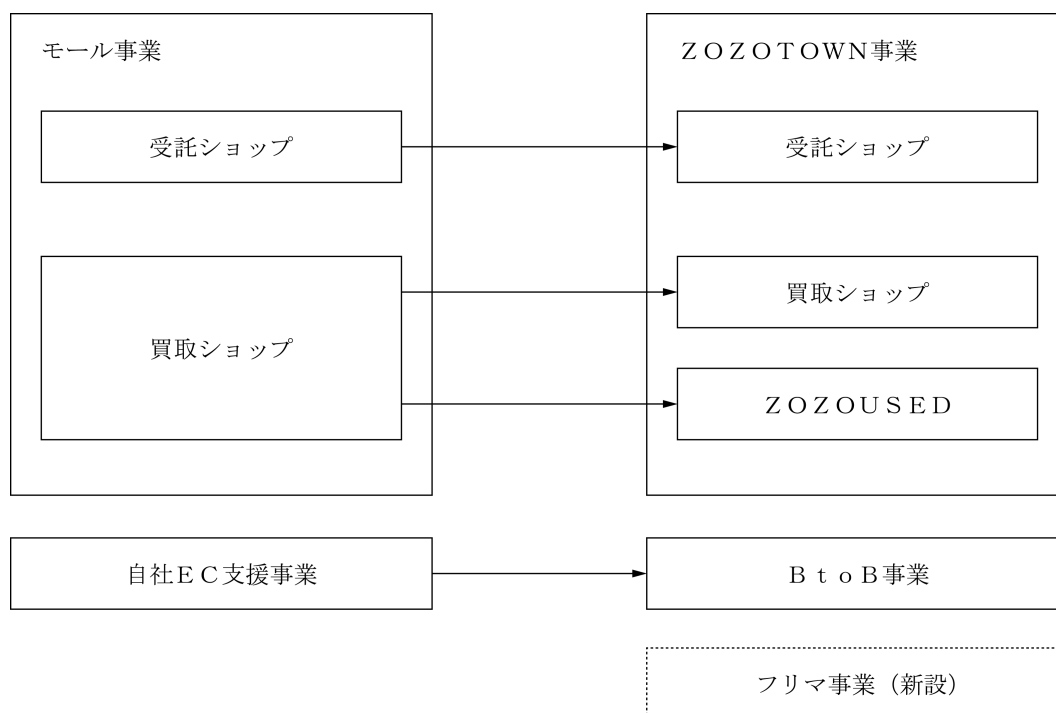 モール事業
受託ショップ
買取ショップ
自社ＥＣ支援事業
ＺＯＺＯＴＯＷＮ事業
受託ショップ
買取ショップ
ＺＯＺＯＵＳＥＤ
ＢｔｏＢ事業
フリマ事業（新設）